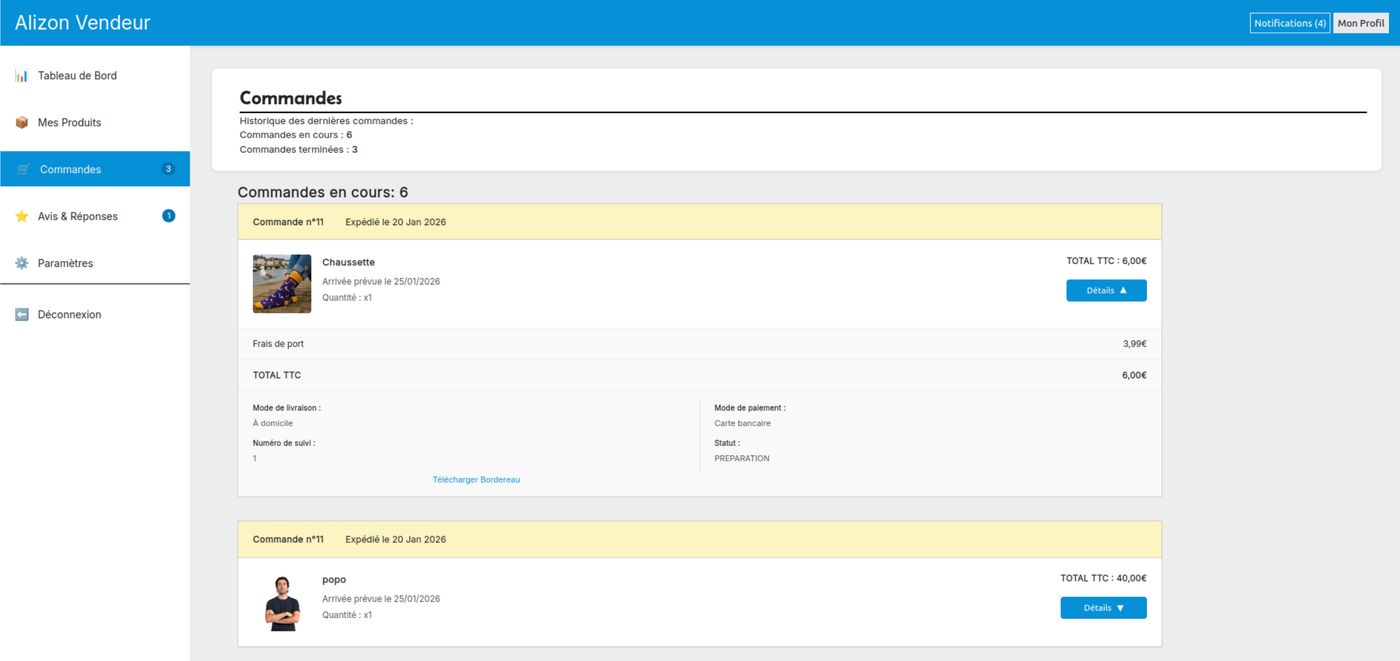 Alizon Vendeur
Notifications (4)
Mon Profil
Tableau de Bord
Mes Produits
Commandes 3
Avis & Réponses 1
Paramètres
Déconnexion
Commandes
Historique des dernières commandes :
Commandes en cours : 6
Commandes terminées : 3
Commandes en cours: 6
Commande n°11 Expédié le 20 Jan 2026
Chaussette
Arrivée prévue le 25/01/2026
Quantité : x1
TOTAL TTC : 6,00€
Détails ▲
Frais de port 3,99€
TOTAL TTC 6,00€
Mode de livraison :
À domicile
Numéro de suivi :
1
Mode de paiement :
Carte bancaire
Statut :
PREPARATION
Télécharger Bordereau
Commande n°11 Expédié le 20 Jan 2026
popo
Arrivée prévue le 25/01/2026
Quantité : x1
TOTAL TTC : 40,00€
Détails ▼